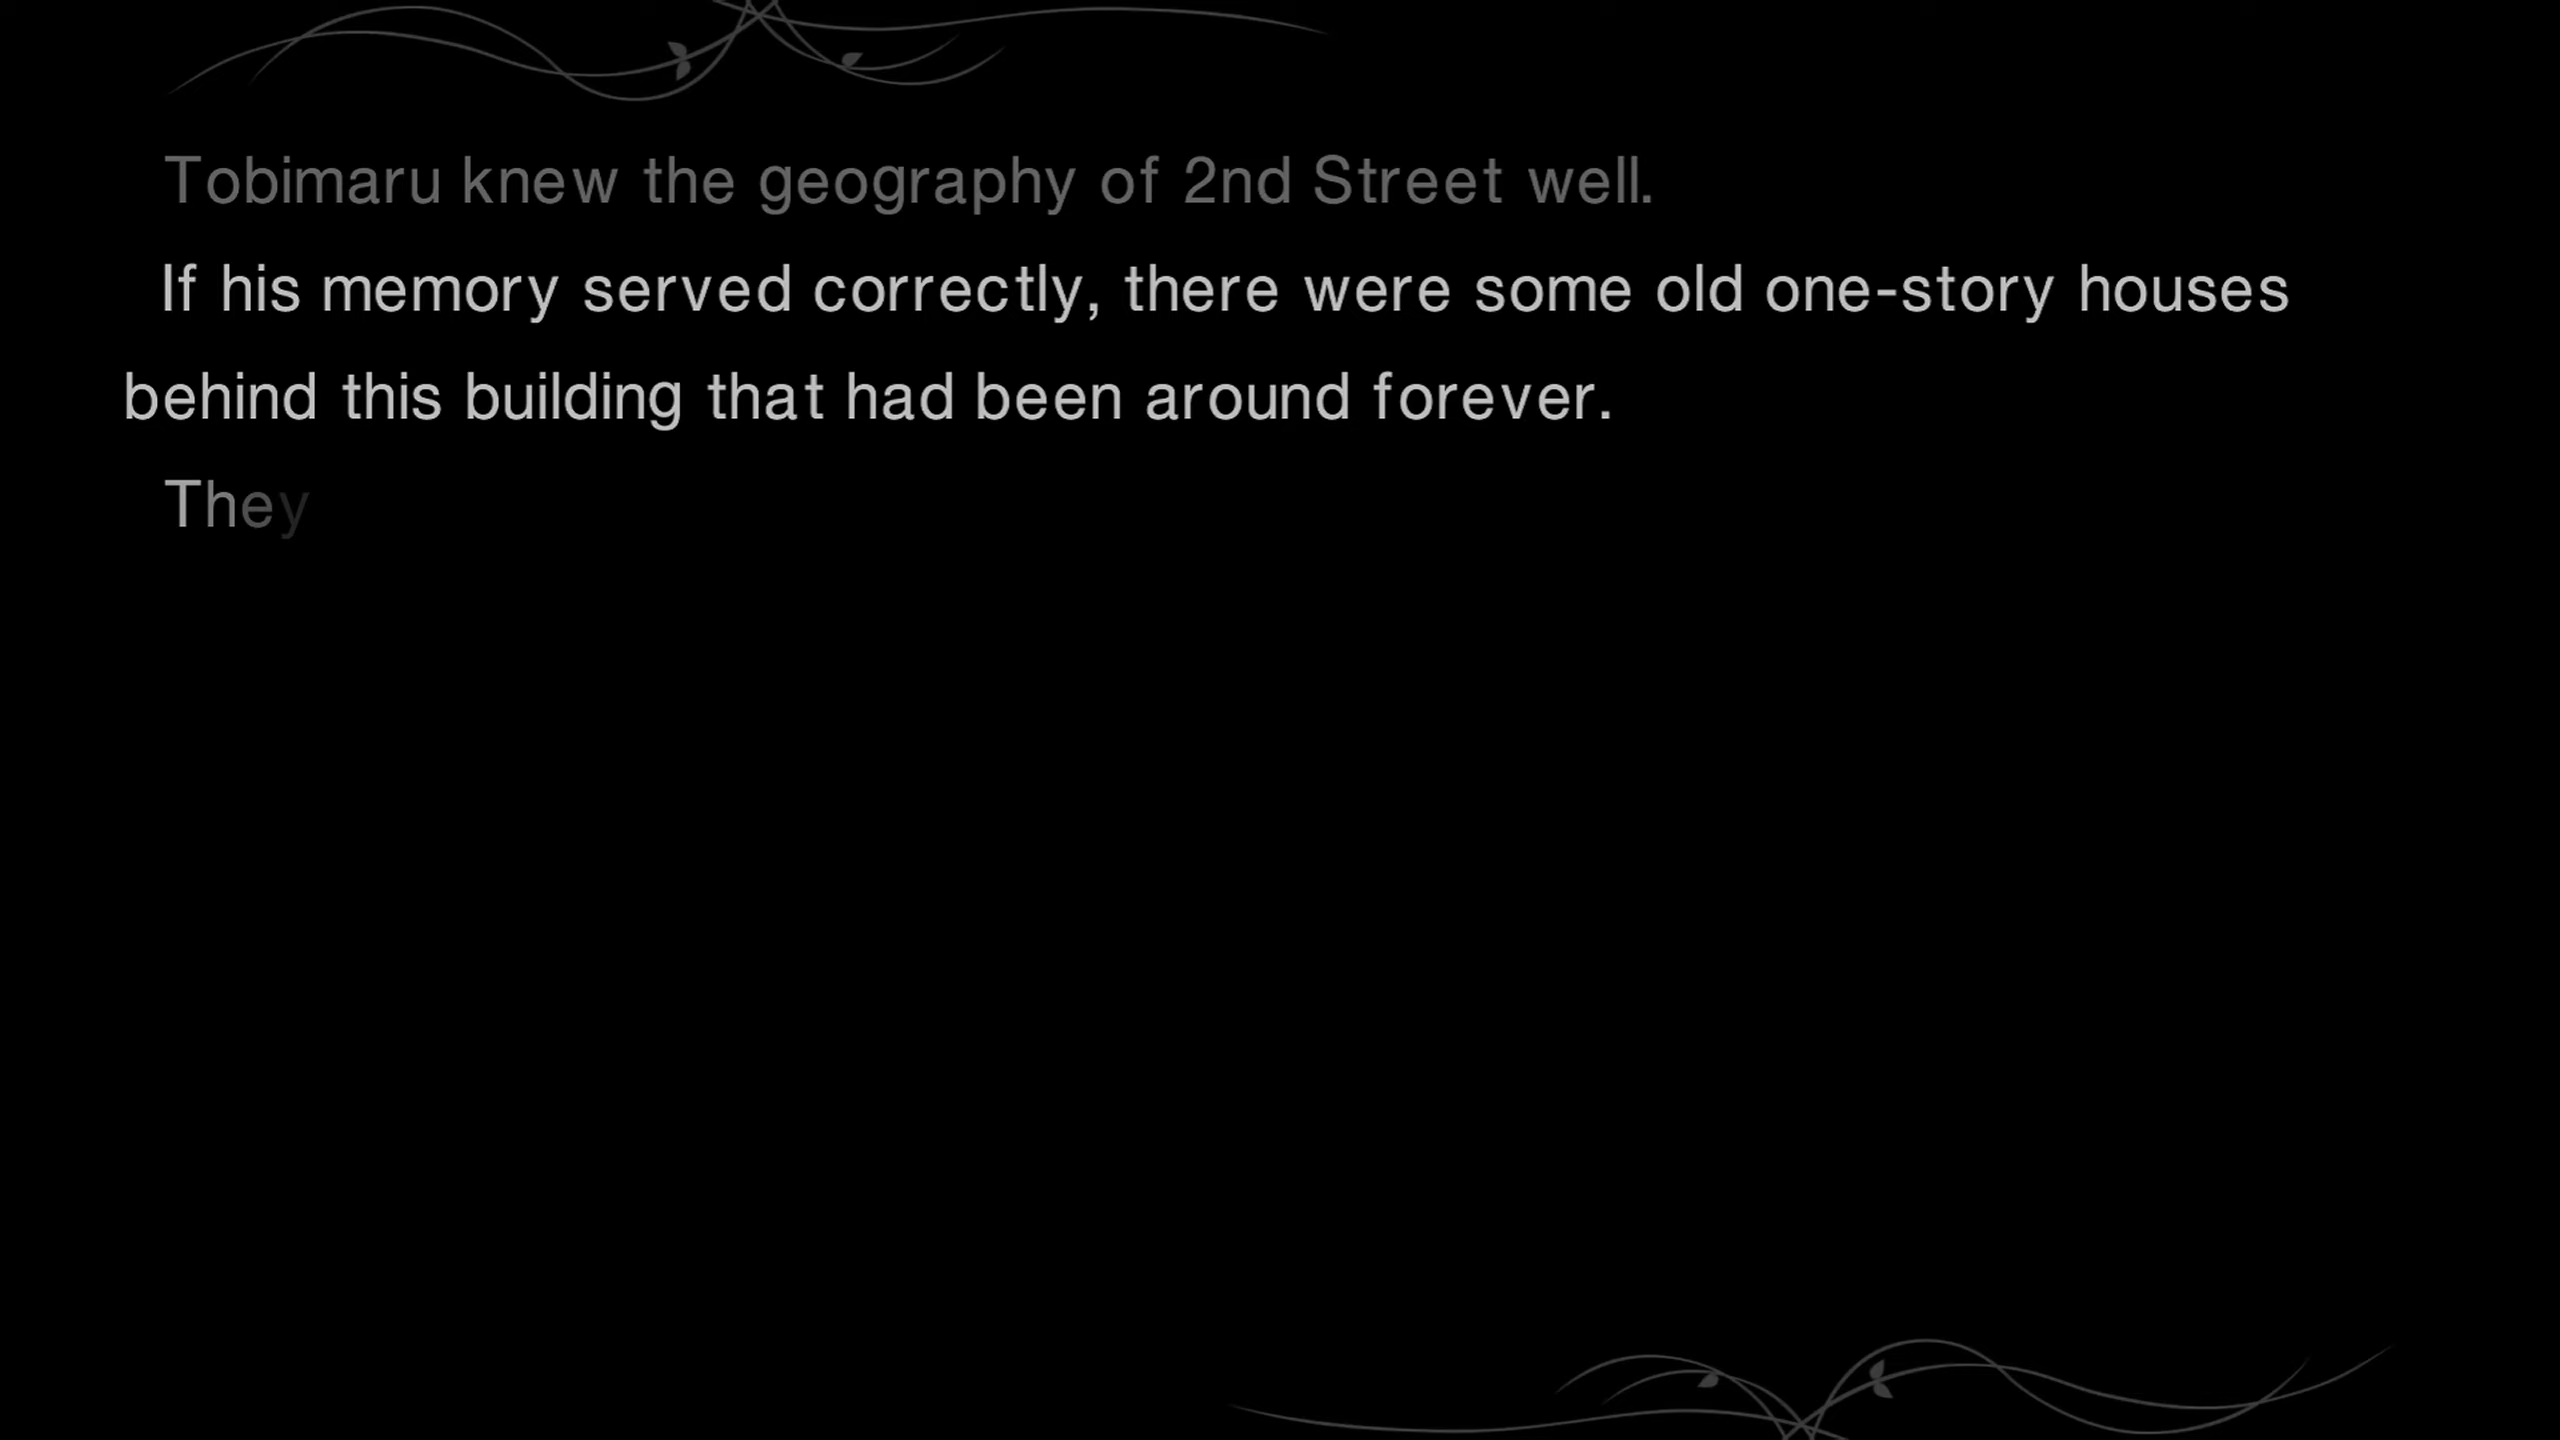 Tobimaru knew the geography of 2nd Street well.
If his memory served correctly, there were some old one-story houses
behind this building that had been around forever.
They